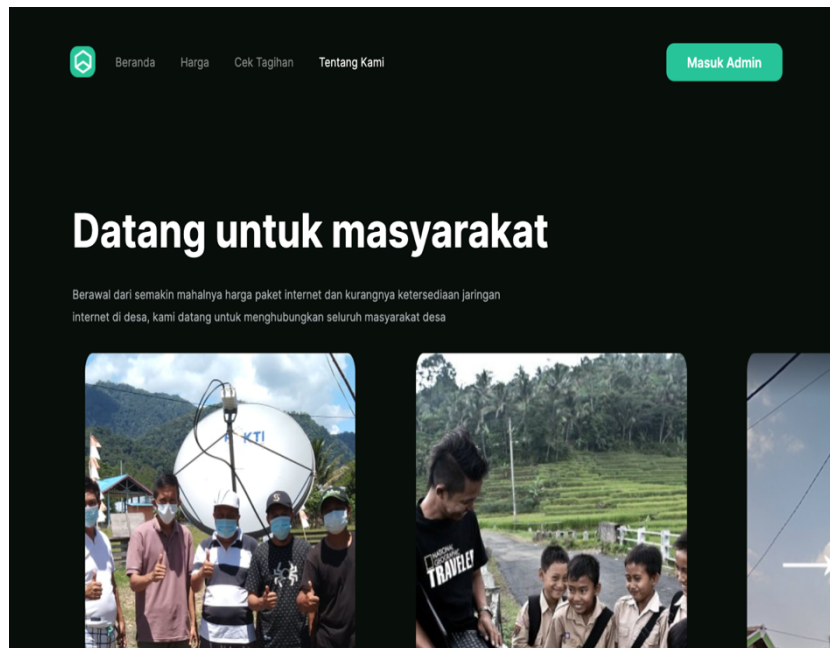 Beranda
Harga
Cek Tagihan
Tentang Kami
Masuk Admin
Datang untuk masyarakat
Berawal dari semakin mahalnya harga paket internet dan kurangnya ketersediaan jaringan
internet di desa, kami datang untuk menghubungkan seluruh masyarakat desa
KTI
NATIONAL
GEOGRAPHIC
TRAVELER